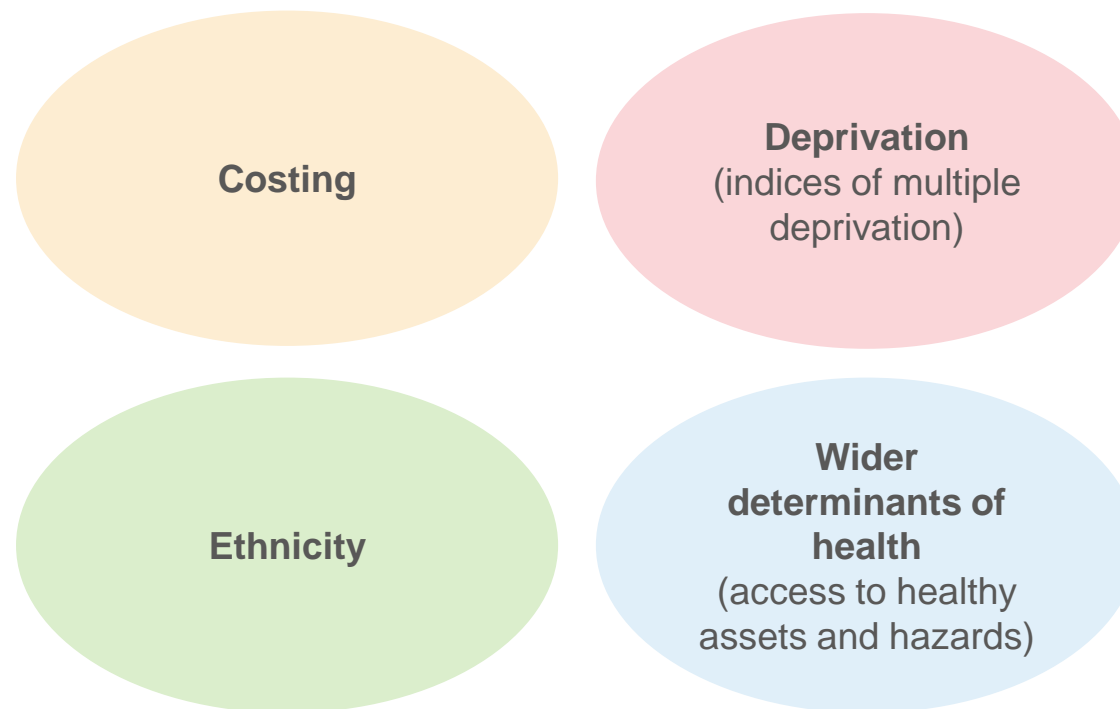 Costing
Deprivation
(indices of multiple
deprivation)
Ethnicity
Wider
determinants of
health
(access to healthy
assets and hazards)